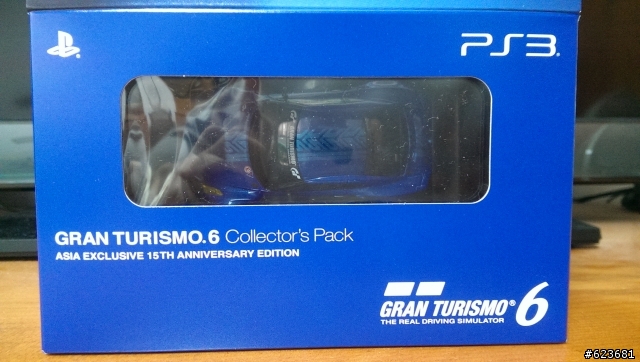 PS3
GRAN TURISMO.6 Collector's Pack
ASIA EXCLUSIVE 15TH ANNIVERSARY EDITION
GRAN TURISMO® 6
THE REAL DRIVING SIMULATOR
#623681